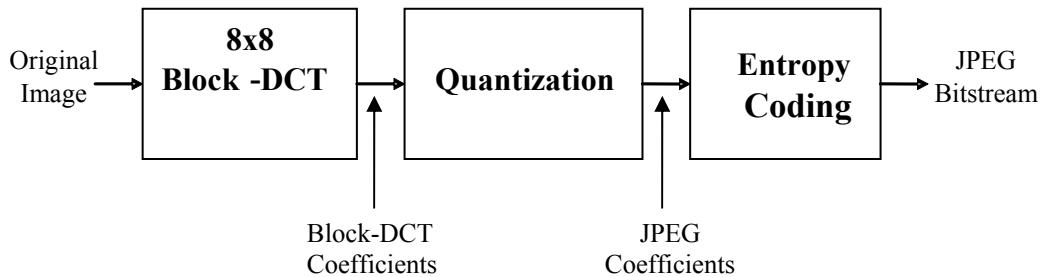 Original
Image
8x8
Block -DCT
Quantization
Entropy
Coding
JPEG
Bitstream
Block-DCT
Coefficients
JPEG
Coefficients